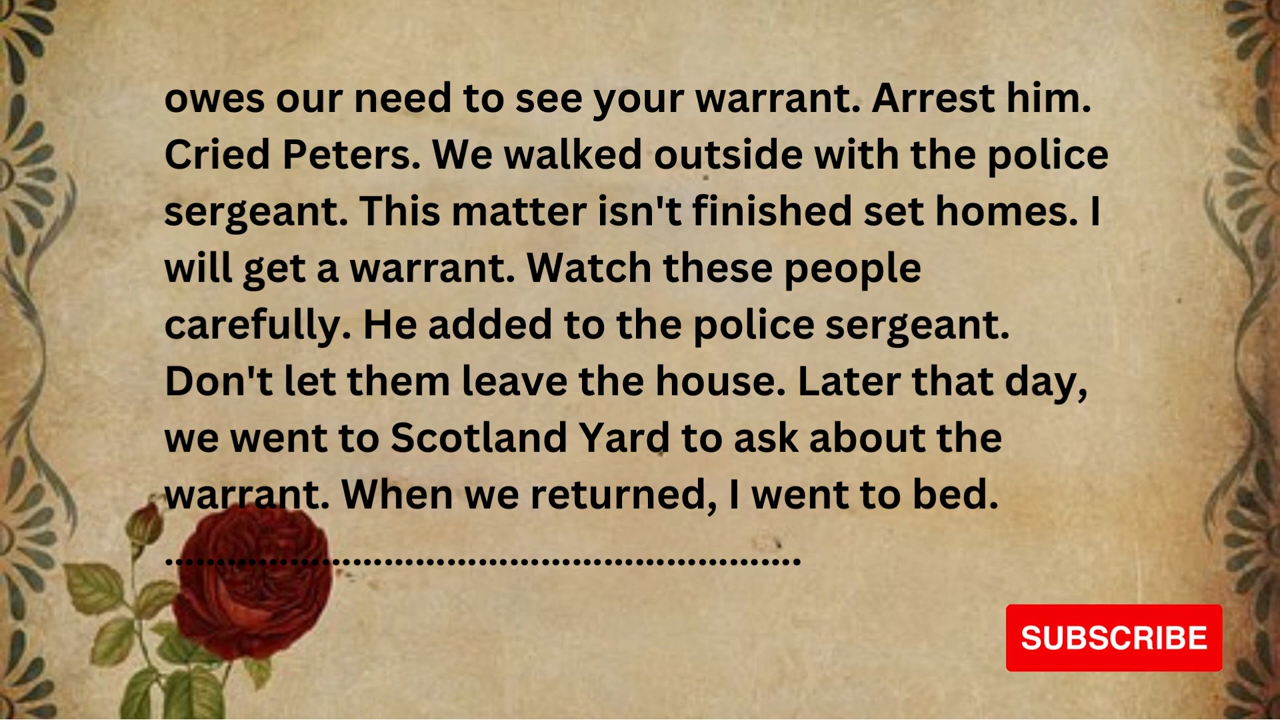 owes our need to see your warrant. Arrest him.
Cried Peters. We walked outside with the police
sergeant. This matter isn't finished set homes. I
will get a warrant. Watch these people
carefully. He added to the police sergeant.
Don't let them leave the house. Later that day,
we went to Scotland Yard to ask about the
warrant. When we returned, I went to bed.
..............................................................
SUBSCRIBE